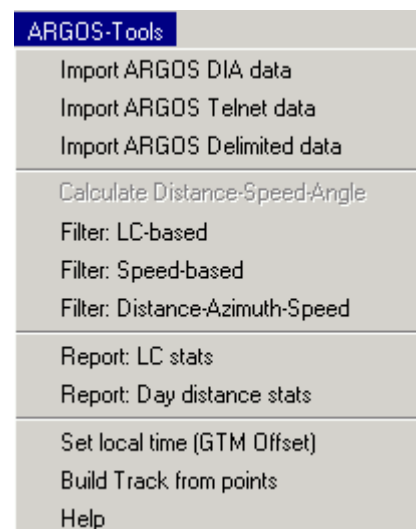 ARGOS-Tools
Import ARGOS DIA data
Import ARGOS Telnet data
Import ARGOS Delimited data
Calculate Distance-Speed-Angle
Filter: LC-based
Filter: Speed-based
Filter: Distance-Azimuth-Speed
Report: LC stats
Report: Day distance stats
Set local time (GTM Offset)
Build Track from points
Help